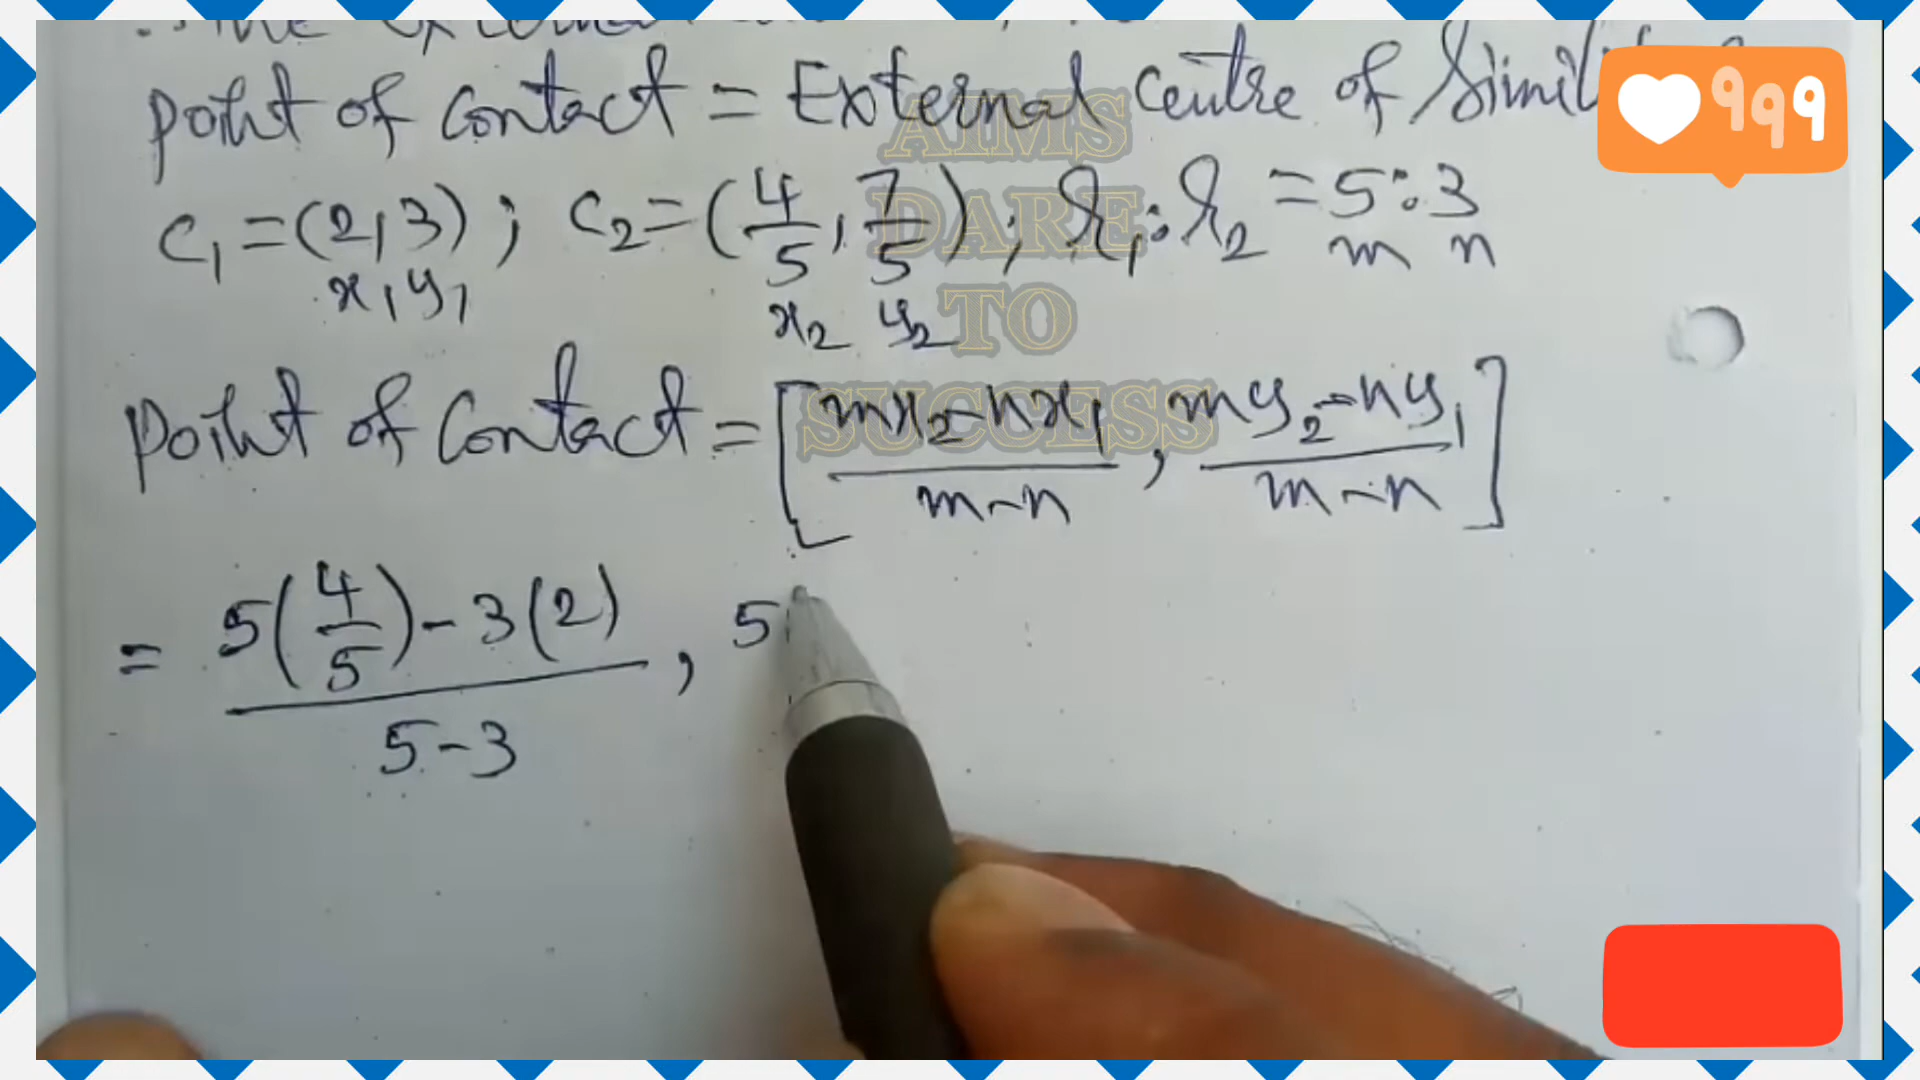 point of contact = External centre of
999
C₁ = (2,3) ; C₂ = (4/5, 7/5) ; r₁ : r₂ = 5 : 3
x₁ y₁ x₂ y₂ m n
point of contact = [ (mx₂ - nx₁)/(m - n) , (my₂ - ny₁)/(m - n) ]
= (5(4/5) - 3(2))/(5 - 3) , 5
AIMS
DARE
TO
SUCCESS